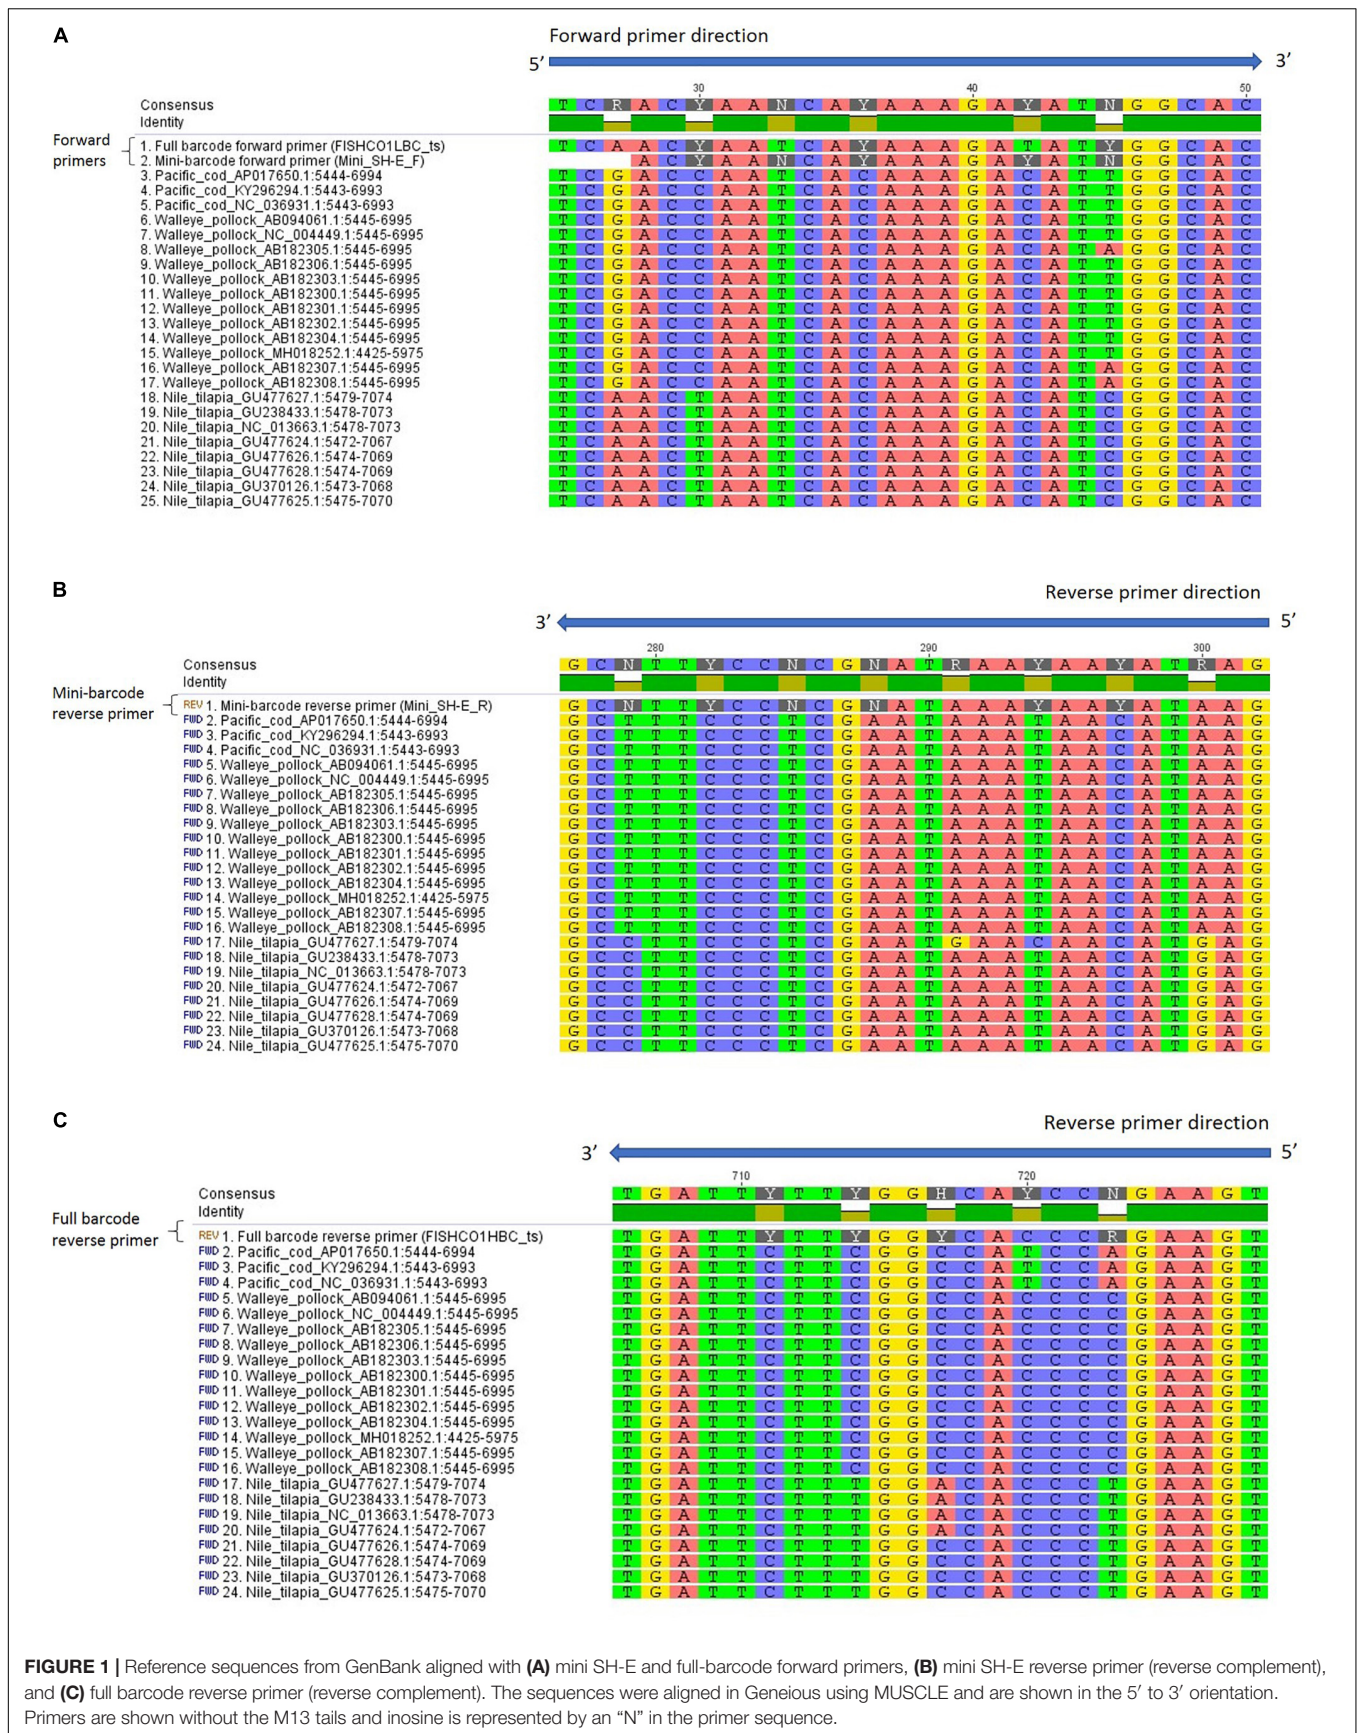 A
Forward primer direction
5′ 3′
30 40 50
Consensus T C R A C Y A A N C A Y A A A G A Y A T N G G C A C
Identity
Forward primers
1. Full barcode forward primer (FISHCO1LBC_ts) T C A A C Y A A T C A Y A A A G A T A T Y G G C A C
2. Mini-barcode forward primer (Mini_SH-E_F) A C Y A A N C A Y A A A G A Y A T N G G C A C
3. Pacific_cod_AP017650.1:5444-6994 T C G A C C A A T C A C A A A G A C A T T G G C A C
4. Pacific_cod_KY296294.1:5443-6993 T C G A C C A A T C A C A A A G A C A T T G G C A C
5. Pacific_cod_NC_036931.1:5443-6993 T C G A C C A A T C A C A A A G A C A T T G G C A C
6. Walleye_pollock_AB094061.1:5445-6995 T C G A C C A A T C A C A A A G A C A T T G G C A C
7. Walleye_pollock_NC_004449.1:5445-6995 T C G A C C A A T C A C A A A G A C A T T G G C A C
8. Walleye_pollock_AB182305.1:5445-6995 T C G A C C A A T C A C A A A G A C A T A G G C A C
9. Walleye_pollock_AB182306.1:5445-6995 T C G A C C A A T C A C A A A G A C A T T G G C A C
10. Walleye_pollock_AB182303.1:5445-6995 T C G A C C A A T C A C A A A G A C A T T G G C A C
11. Walleye_pollock_AB182300.1:5445-6995 T C G A C C A A T C A C A A A G A C A T T G G C A C
12. Walleye_pollock_AB182301.1:5445-6995 T C G A C C A A T C A C A A A G A C A T T G G C A C
13. Walleye_pollock_AB182302.1:5445-6995 T C G A C C A A T C A C A A A G A C A T T G G C A C
14. Walleye_pollock_AB182304.1:5445-6995 T C G A C C A A T C A C A A A G A C A T T G G C A C
15. Walleye_pollock_MH018252.1:4425-5975 T C G A C C A A T C A C A A A G A C A T T G G C A C
16. Walleye_pollock_AB182307.1:5445-6995 T C G A C C A A T C A C A A A G A C A T A G G C A C
17. Walleye_pollock_AB182308.1:5445-6995 T C G A C C A A T C A C A A A G A C A T A G G C A C
18. Nile_tilapia_GU477627.1:5479-7074 T C A A C T A A T C A C A A A G A C A T C G G C A C
19. Nile_tilapia_GU238433.1:5478-7073 T C A A C T A A T C A C A A A G A C A T C G G C A C
20. Nile_tilapia_NC_013663.1:5478-7073 T C A A C T A A T C A C A A A G A C A T C G G C A C
21. Nile_tilapia_GU477624.1:5472-7067 T C A A C T A A T C A C A A A G A C A T C G G C A C
22. Nile_tilapia_GU477626.1:5474-7069 T C A A C T A A T C A C A A A G A C A T C G G C A C
23. Nile_tilapia_GU477628.1:5474-7069 T C A A C T A A T C A C A A A G A C A T C G G C A C
24. Nile_tilapia_GU370126.1:5473-7068 T C A A C T A A T C A C A A A G A C A T C G G C A C
25. Nile_tilapia_GU477625.1:5475-7070 T C A A C T A A T C A C A A A G A C A T C G G C A C
B
Reverse primer direction
3′ 5′
280 290 300
Consensus G C N T T Y C C N C G N A T R A A Y A A Y A T R A G
Identity
Mini-barcode reverse primer
REV 1. Mini-barcode reverse primer (Mini_SH-E_R) G C N T T Y C C N C G N A T A A A Y A A Y A T A A G
FWD 2. Pacific_cod_AP017650.1:5444-6994 G C T T T C C C T C G A A T A A A T A A C A T A A G
FWD 3. Pacific_cod_KY296294.1:5443-6993 G C T T T C C C T C G A A T A A A T A A C A T A A G
FWD 4. Pacific_cod_NC_036931.1:5443-6993 G C T T T C C C T C G A A T A A A T A A C A T A A G
FWD 5. Walleye_pollock_AB094061.1:5445-6995 G C T T T C C C T C G A A T A A A T A A C A T A A G
FWD 6. Walleye_pollock_NC_004449.1:5445-6995 G C T T T C C C T C G A A T A A A T A A C A T A A G
FWD 7. Walleye_pollock_AB182305.1:5445-6995 G C T T T C C C T C G A A T A A A T A A C A T A A G
FWD 8. Walleye_pollock_AB182306.1:5445-6995 G C T T T C C C T C G A A T A A A T A A C A T A A G
FWD 9. Walleye_pollock_AB182303.1:5445-6995 G C T T T C C C T C G A A T A A A T A A C A T A A G
FWD 10. Walleye_pollock_AB182300.1:5445-6995 G C T T T C C C T C G A A T A A A T A A C A T A A G
FWD 11. Walleye_pollock_AB182301.1:5445-6995 G C T T T C C C T C G A A T A A A T A A C A T A A G
FWD 12. Walleye_pollock_AB182302.1:5445-6995 G C T T T C C C T C G A A T A A A T A A C A T A A G
FWD 13. Walleye_pollock_AB182304.1:5445-6995 G C T T T C C C T C G A A T A A A T A A C A T A A G
FWD 14. Walleye_pollock_MH018252.1:4425-5975 G C T T T C C C T C G A A T A A A T A A C A T A A G
FWD 15. Walleye_pollock_AB182307.1:5445-6995 G C T T T C C C T C G A A T A A A T A A C A T A A G
FWD 16. Walleye_pollock_AB182308.1:5445-6995 G C T T T C C C T C G A A T A A A T A A C A T A A G
FWD 17. Nile_tilapia_GU477627.1:5479-7074 G C C T T C C C T C G A A T G A A C A A C A T G A G
FWD 18. Nile_tilapia_GU238433.1:5478-7073 G C C T T C C C T C G A A T A A A T A A C A T G A G
FWD 19. Nile_tilapia_NC_013663.1:5478-7073 G C C T T C C C T C G A A T A A A T A A C A T G A G
FWD 20. Nile_tilapia_GU477624.1:5472-7067 G C C T T C C C T C G A A T A A A T A A C A T G A G
FWD 21. Nile_tilapia_GU477626.1:5474-7069 G C C T T C C C T C G A A T A A A T A A C A T G A G
FWD 22. Nile_tilapia_GU477628.1:5474-7069 G C C T T C C C T C G A A T A A A T A A C A T G A G
FWD 23. Nile_tilapia_GU370126.1:5473-7068 G C C T T C C C T C G A A T A A A T A A C A T G A G
FWD 24. Nile_tilapia_GU477625.1:5475-7070 G C C T T C C C T C G A A T A A A T A A C A T G A G
C
Reverse primer direction
3′ 5′
710 720
Consensus T G A T T Y T T Y G G H C A Y C C N G A A G T
Identity
Full barcode reverse primer
REV 1. Full barcode reverse primer (FISHCO1HBC_ts) T G A T T Y T T Y G G Y C A C C C R G A A G T
FWD 2. Pacific_cod_AP017650.1:5444-6994 T G A T T C T T C G G C C A T C C A G A A G T
FWD 3. Pacific_cod_KY296294.1:5443-6993 T G A T T C T T C G G C C A T C C A G A A G T
FWD 4. Pacific_cod_NC_036931.1:5443-6993 T G A T T C T T C G G C C A T C C A G A A G T
FWD 5. Walleye_pollock_AB094061.1:5445-6995 T G A T T C T T C G G C C A C C C C G A A G T
FWD 6. Walleye_pollock_NC_004449.1:5445-6995 T G A T T C T T C G G C C A C C C C G A A G T
FWD 7. Walleye_pollock_AB182305.1:5445-6995 T G A T T C T T C G G C C A C C C C G A A G T
FWD 8. Walleye_pollock_AB182306.1:5445-6995 T G A T T C T T C G G C C A C C C C G A A G T
FWD 9. Walleye_pollock_AB182303.1:5445-6995 T G A T T C T T C G G C C A C C C C G A A G T
FWD 10. Walleye_pollock_AB182300.1:5445-6995 T G A T T C T T C G G C C A C C C C G A A G T
FWD 11. Walleye_pollock_AB182301.1:5445-6995 T G A T T C T T C G G C C A C C C C G A A G T
FWD 12. Walleye_pollock_AB182302.1:5445-6995 T G A T T C T T C G G C C A C C C C G A A G T
FWD 13. Walleye_pollock_AB182304.1:5445-6995 T G A T T C T T C G G C C A C C C C G A A G T
FWD 14. Walleye_pollock_MH018252.1:4425-5975 T G A T T C T T C G G C C A C C C C G A A G T
FWD 15. Walleye_pollock_AB182307.1:5445-6995 T G A T T C T T C G G C C A C C C C G A A G T
FWD 16. Walleye_pollock_AB182308.1:5445-6995 T G A T T C T T C G G C C A C C C C G A A G T
FWD 17. Nile_tilapia_GU477627.1:5479-7074 T G A T T C T T T G G A C A C C C T G A A G T
FWD 18. Nile_tilapia_GU238433.1:5478-7073 T G A T T C T T T G G A C A C C C T G A A G T
FWD 19. Nile_tilapia_NC_013663.1:5478-7073 T G A T T C T T T G G A C A C C C T G A A G T
FWD 20. Nile_tilapia_GU477624.1:5472-7067 T G A T T C T T T G G A C A C C C T G A A G T
FWD 21. Nile_tilapia_GU477626.1:5474-7069 T G A T T C T T T G G C C A C C C T G A A G T
FWD 22. Nile_tilapia_GU477628.1:5474-7069 T G A T T C T T T G G C C A C C C T G A A G T
FWD 23. Nile_tilapia_GU370126.1:5473-7068 T G A T T C T T T G G C C A C C C T G A A G T
FWD 24. Nile_tilapia_GU477625.1:5475-7070 T G A T T C T T T G G C C A C C C T G A A G T
FIGURE 1 | Reference sequences from GenBank aligned with (A) mini SH-E and full-barcode forward primers, (B) mini SH-E reverse primer (reverse complement),
and (C) full barcode reverse primer (reverse complement). The sequences were aligned in Geneious using MUSCLE and are shown in the 5′ to 3′ orientation.
Primers are shown without the M13 tails and inosine is represented by an “N” in the primer sequence.